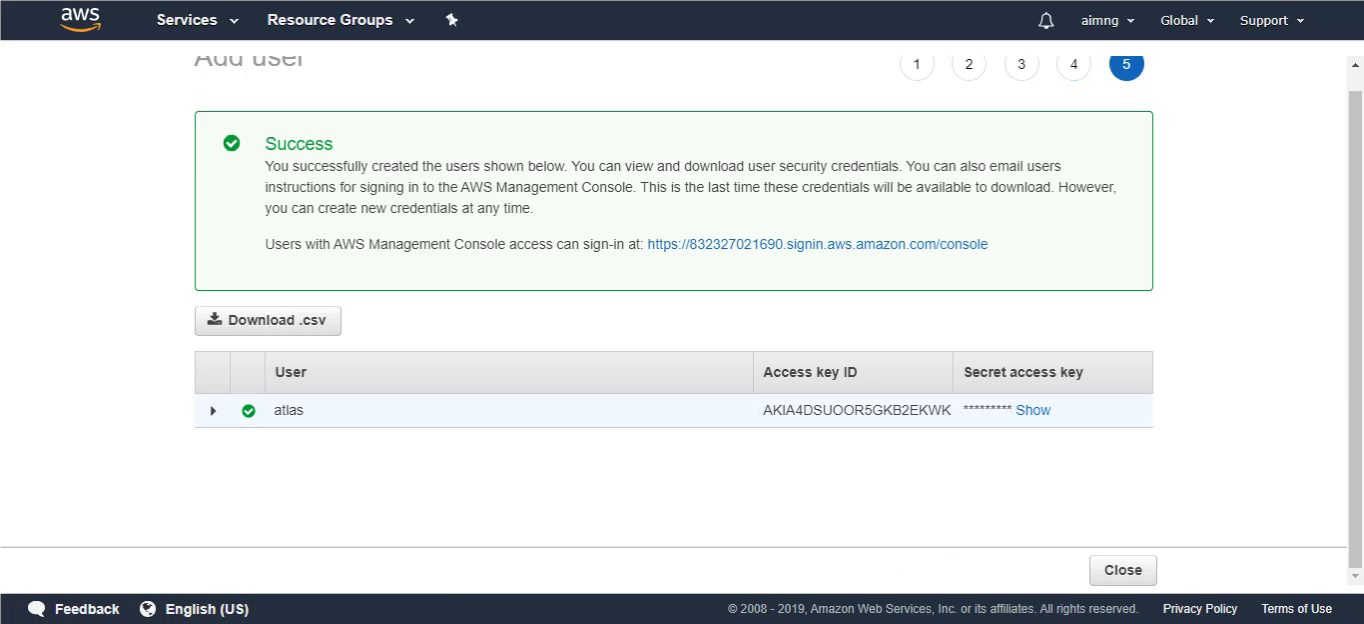 aws Services Resource Groups aimng Global Support
Add user 1 2 3 4 5
Success
You successfully created the users shown below. You can view and download user security credentials. You can also email users
instructions for signing in to the AWS Management Console. This is the last time these credentials will be available to download. However,
you can create new credentials at any time.
Users with AWS Management Console access can sign-in at: https://832327021690.signin.aws.amazon.com/console
Download .csv
User Access key ID Secret access key
atlas AKIA4DSUOOR5GKB2EKWK ********* Show
Close
Feedback English (US) © 2008 - 2019, Amazon Web Services, Inc. or its affiliates. All rights reserved. Privacy Policy Terms of Use